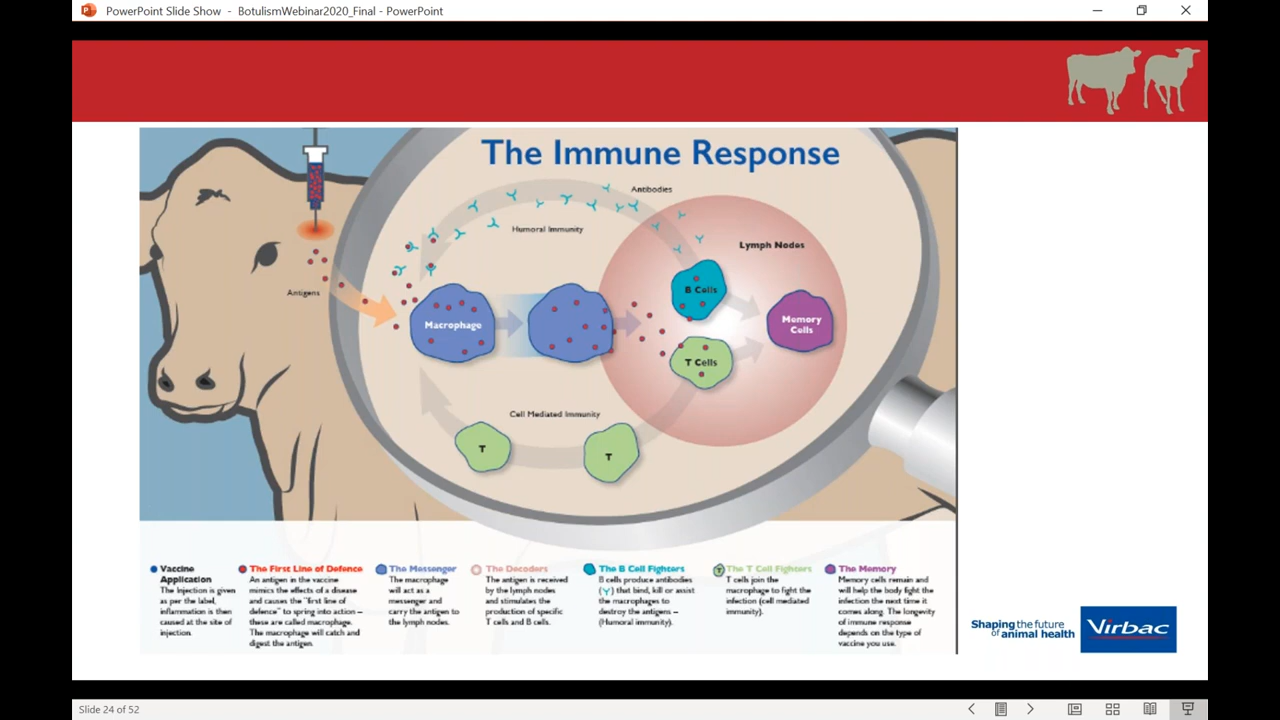 PowerPoint Slide Show - BotulismWebinar2020_Final - PowerPoint
The Immune Response
Antibodies
Humoral Immunity
Lymph Nodes
Antigens
B Cells
Macrophage
Memory
Cells
T Cells
Cell Mediated Immunity
T
T
Vaccine
Application
The Injection is given
as per the label,
inflammation is then
caused at the site of
injection.
The First Line of Defence
An antigen in the vaccine
mimics the effects of a disease
and causes the "first line of
defence" to spring into action –
these are called macrophage.
The macrophage will catch and
digest the antigen.
The Messenger
The macrophage
will act as a
messenger and
carry the antigen to
the lymph nodes.
The Decoders
The antigen is received
by the lymph nodes
and stimulates the
production of specific
T cells and B cells.
The B Cell Fighters
B cells produce antibodies
(Y) that bind, kill or assist
the macrophages to
destroy the antigens –
(Humoral immunity).
T
The T Cell Fighters
T cells join the
macrophage to fight the
infection (cell mediated
immunity).
The Memory
Memory cells remain and
will help the body fight the
infection the next time it
comes along. The longevity
of immune response
depends on the type of
vaccine you use.
Shaping the future
of animal health
Virbac
Slide 24 of 52